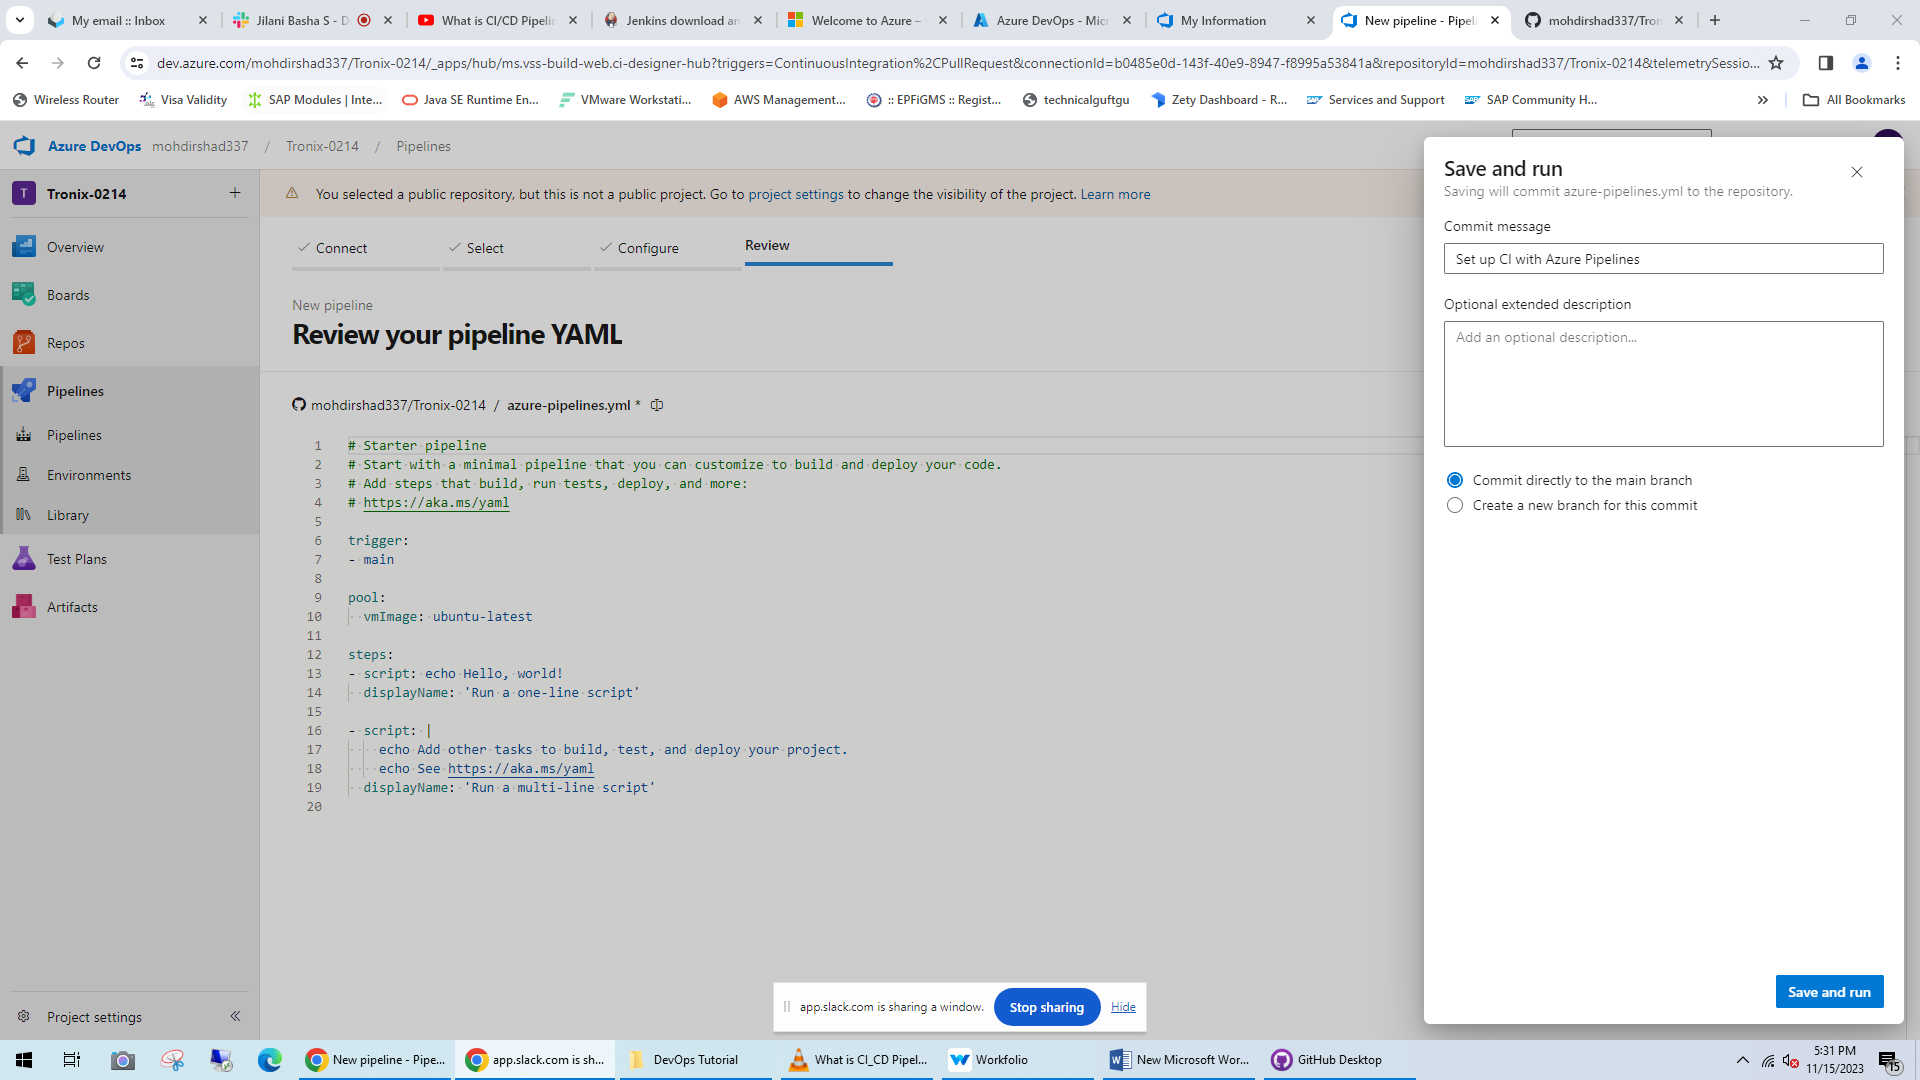 My email :: Inbox
Jilani Basha S - D
What is CI/CD Pipeli
Jenkins download an
Welcome to Azure –
Azure DevOps - Micr
My Information
New pipeline - Pipeli
mohdirshad337/Tron
dev.azure.com/mohdirshad337/Tronix-0214/_apps/hub/ms.vss-build-web.ci-designer-hub?triggers=ContinuousIntegration%2CPullRequest&connectionId=b0485e0d-143f-40e9-8947-f8995a53841a&repositoryId=mohdirshad337/Tronix-0214&telemetrySessio...
Wireless Router
Visa Validity
SAP Modules | Inte...
Java SE Runtime En...
VMware Workstati...
AWS Management...
:: EPFiGMS :: Regist...
technicalguftgu
Zety Dashboard - R...
Services and Support
SAP Community H...
All Bookmarks
Azure DevOps mohdirshad337 / Tronix-0214 / Pipelines
T Tronix-0214 +
Overview
Boards
Repos
Pipelines
Pipelines
Environments
Library
Test Plans
Artifacts
Project settings
You selected a public repository, but this is not a public project. Go to project settings to change the visibility of the project. Learn more
Connect
Select
Configure
Review
New pipeline
Review your pipeline YAML
mohdirshad337/Tronix-0214 / azure-pipelines.yml *
1 # Starter pipeline
2 # Start with a minimal pipeline that you can customize to build and deploy your code.
3 # Add steps that build, run tests, deploy, and more:
4 # https://aka.ms/yaml
5
6 trigger:
7 - main
8
9 pool:
10 vmImage: ubuntu-latest
11
12 steps:
13 - script: echo Hello, world!
14 displayName: 'Run a one-line script'
15
16 - script: |
17 echo Add other tasks to build, test, and deploy your project.
18 echo See https://aka.ms/yaml
19 displayName: 'Run a multi-line script'
20
Save and run
Saving will commit azure-pipelines.yml to the repository.
Commit message
Set up CI with Azure Pipelines
Optional extended description
Add an optional description...
Commit directly to the main branch
Create a new branch for this commit
Save and run
app.slack.com is sharing a window.
Stop sharing
Hide
New pipeline - Pipe...
app.slack.com is sh...
DevOps Tutorial
What is CI_CD Pipel...
Workfolio
New Microsoft Wor...
GitHub Desktop
5:31 PM
11/15/2023
15